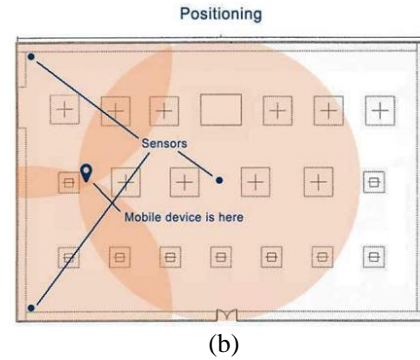 Positioning
Sensors
Mobile device is here
(b)